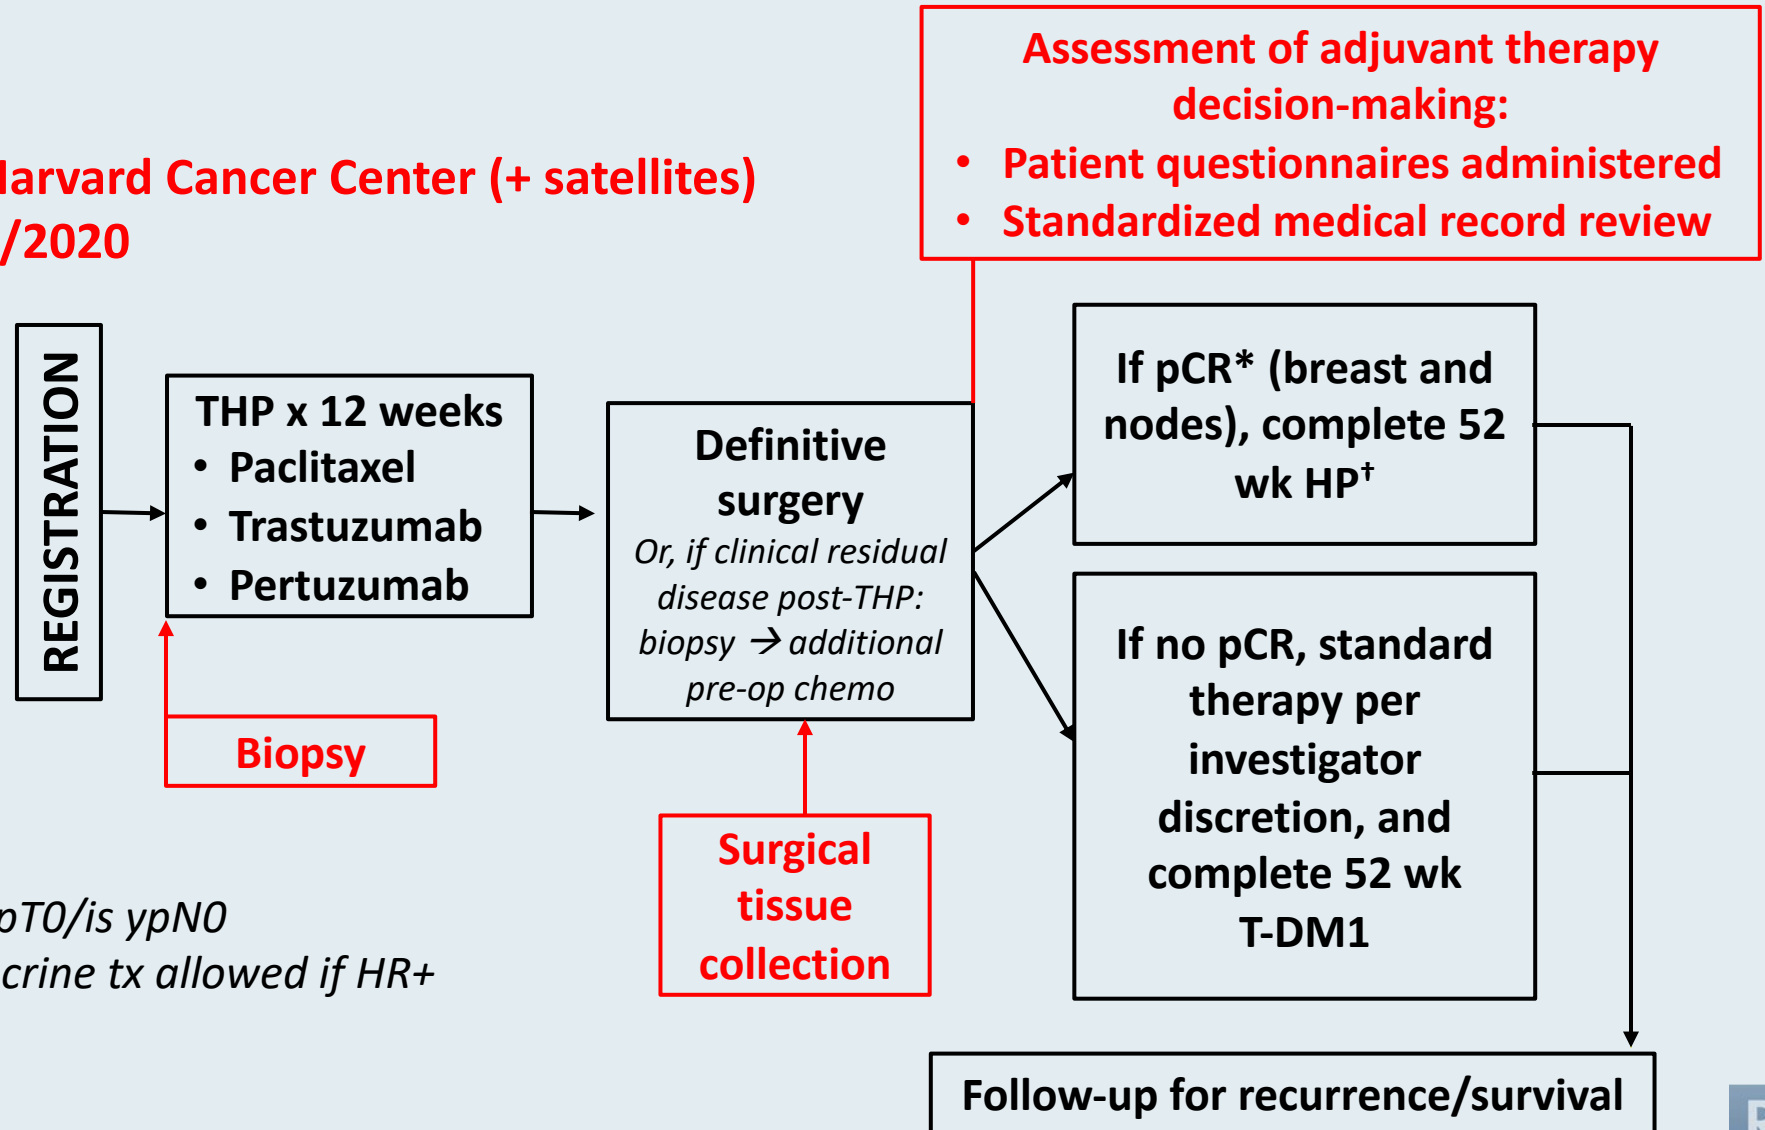 Assessment of adjuvant therapy
decision-making:
• Patient questionnaires administered
• Standardized medical record review
Harvard Cancer Center (+ satellites)
/2020
REGISTRATION
THP x 12 weeks
• Paclitaxel
• Trastuzumab
• Pertuzumab
Biopsy
Definitive
surgery
Or, if clinical residual
disease post-THP:
biopsy → additional
pre-op chemo
Surgical
tissue
collection
If pCR* (breast and
nodes), complete 52
wk HP†
If no pCR, standard
therapy per
investigator
discretion, and
complete 52 wk
T-DM1
pT0/is ypN0
crine tx allowed if HR+
Follow-up for recurrence/survival